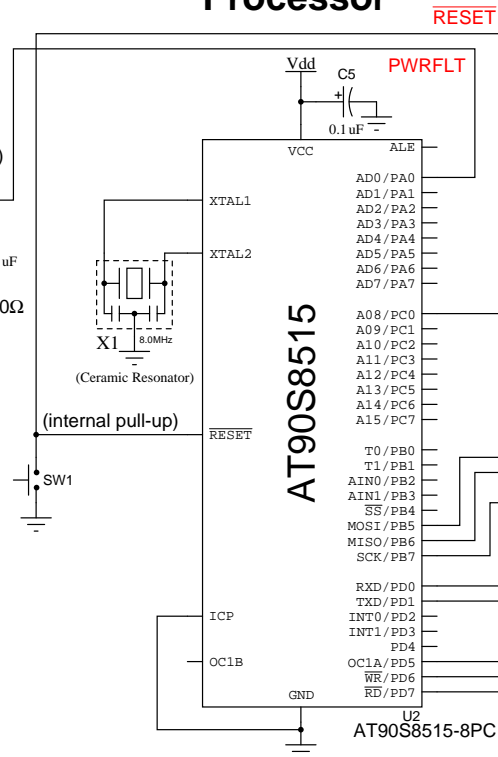 Processor
RESET
PWRFLT
Vdd
C5
+
0.1uF
VCC
ALE
AD0/PA0
AD1/PA1
AD2/PA2
AD3/PA3
AD4/PA4
AD5/PA5
AD6/PA6
AD7/PA7
XTAL1
XTAL2
)
uF
0Ω
X1
8.0MHz
(Ceramic Resonator)
A08/PC0
A09/PC1
A10/PC2
A11/PC3
A12/PC4
A13/PC5
A14/PC6
A15/PC7
AT90S8515
(internal pull-up)
RESET
SW1
T0/PB0
T1/PB1
AIN0/PB2
AIN1/PB3
SS/PB4
MOSI/PB5
MISO/PB6
SCK/PB7
RXD/PD0
TXD/PD1
INT0/PD2
INT1/PD3
PD4
OC1A/PD5
WR/PD6
RD/PD7
ICP
OC1B
GND
U2
AT90S8515-8PC